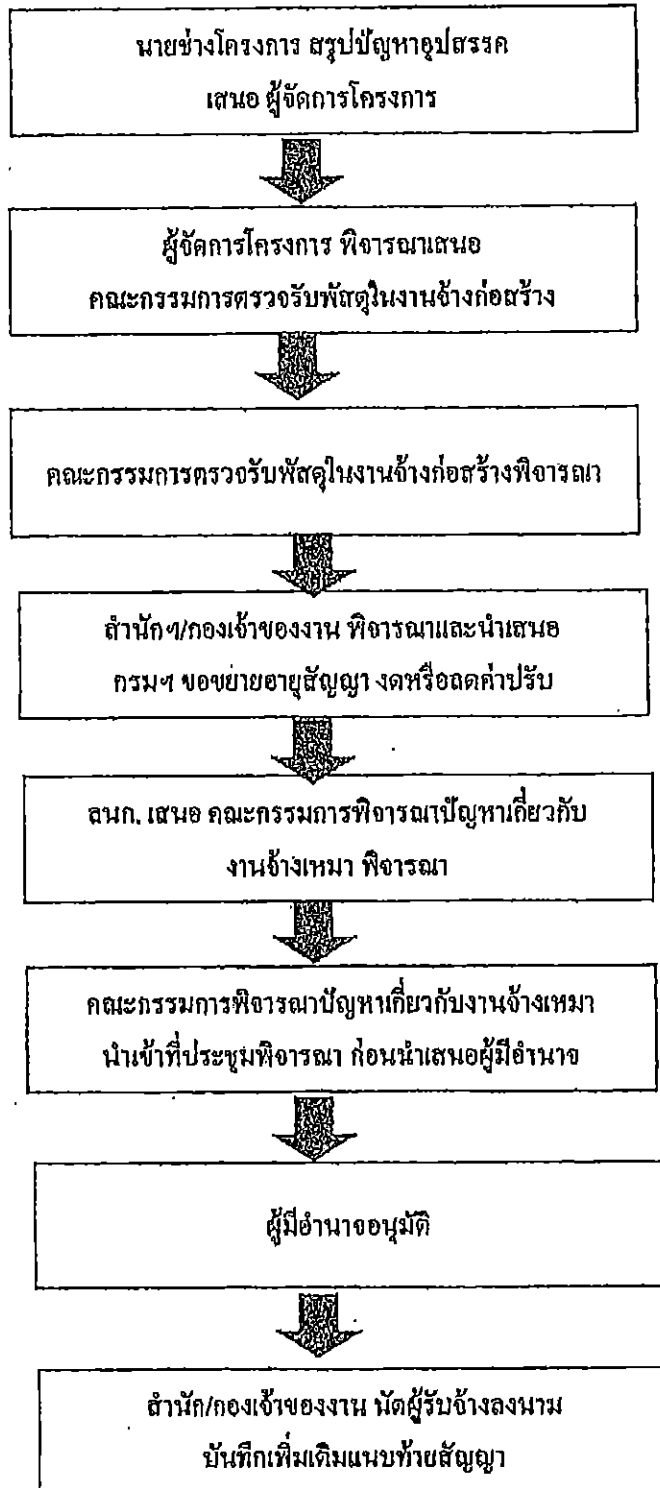 นายช่างโครงการ สรุปปัญหาอุปสรรค
เสนอ ผู้จัดการโครงการ
ผู้จัดการโครงการ พิจารณาเสนอ
คณะกรรมการตรวจรับพัสดุในงานจ้างก่อสร้าง
คณะกรรมการตรวจรับพัสดุในงานจ้างก่อสร้างพิจารณา
สำนักฯ/กองเจ้าของงาน พิจารณาและนำเสนอ
กรมฯ ขอขยายอายุสัญญา งดหรือลดค่าปรับ
ลนก. เสนอ คณะกรรมการพิจารณาปัญหาเกี่ยวกับ
งานจ้างเหมา พิจารณา
คณะกรรมการพิจารณาปัญหาเกี่ยวกับงานจ้างเหมา
นำเข้าที่ประชุมพิจารณา ก่อนนำเสนอผู้มีอำนาจ
ผู้มีอำนาจอนุมัติ
สำนัก/กองเจ้าของงาน นัดผู้รับจ้างลงนาม
บันทึกเพิ่มเติมแนบท้ายสัญญา